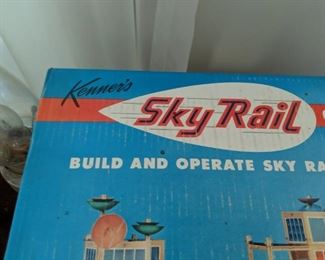 Kenner's
Sky Rail
BUILD AND OPERATE SKY RA